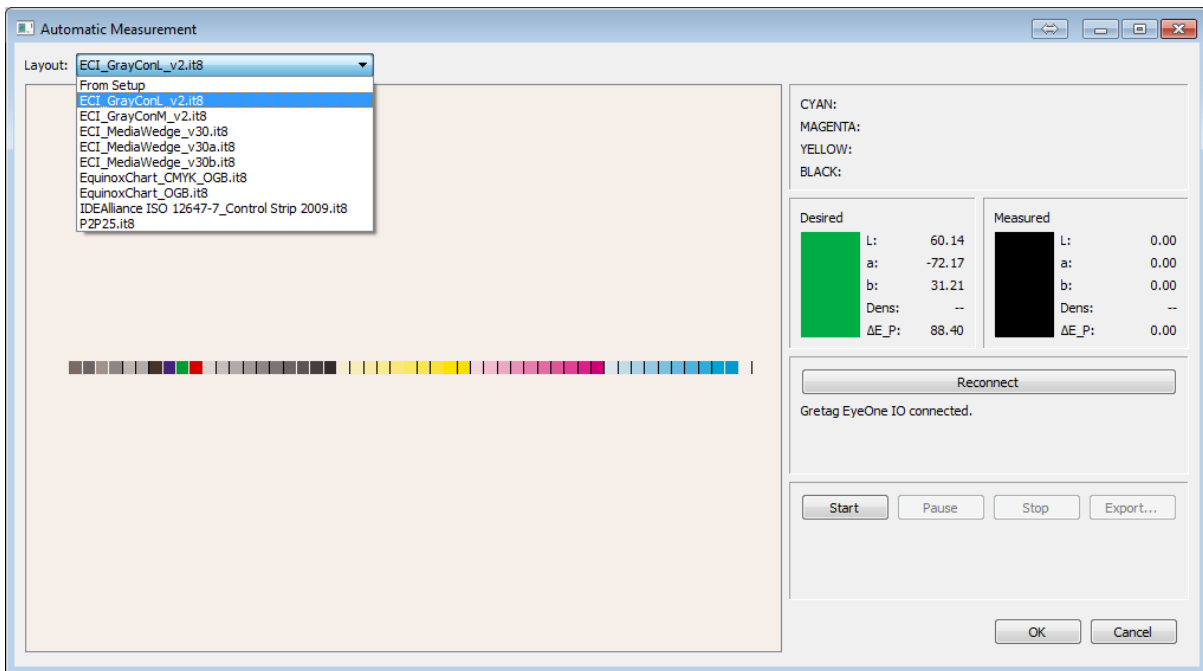 Automatic Measurement
Layout: ECI_GrayConL_v2.it8
From Setup
ECI_GrayConL_v2.it8
ECI_GrayConM_v2.it8
ECI_MediaWedge_v30.it8
ECI_MediaWedge_v30a.it8
ECI_MediaWedge_v30b.it8
EquinoxChart_CMYK_OGB.it8
EquinoxChart_OGB.it8
IDEAlliance ISO 12647-7_Control Strip 2009.it8
P2P25.it8
CYAN:
MAGENTA:
YELLOW:
BLACK:
Desired
L: 60.14
a: -72.17
b: 31.21
Dens: --
ΔE_P: 88.40
Measured
L: 0.00
a: 0.00
b: 0.00
Dens: --
ΔE_P: 0.00
Reconnect
Gretag EyeOne IO connected.
Start Pause Stop Export...
OK Cancel